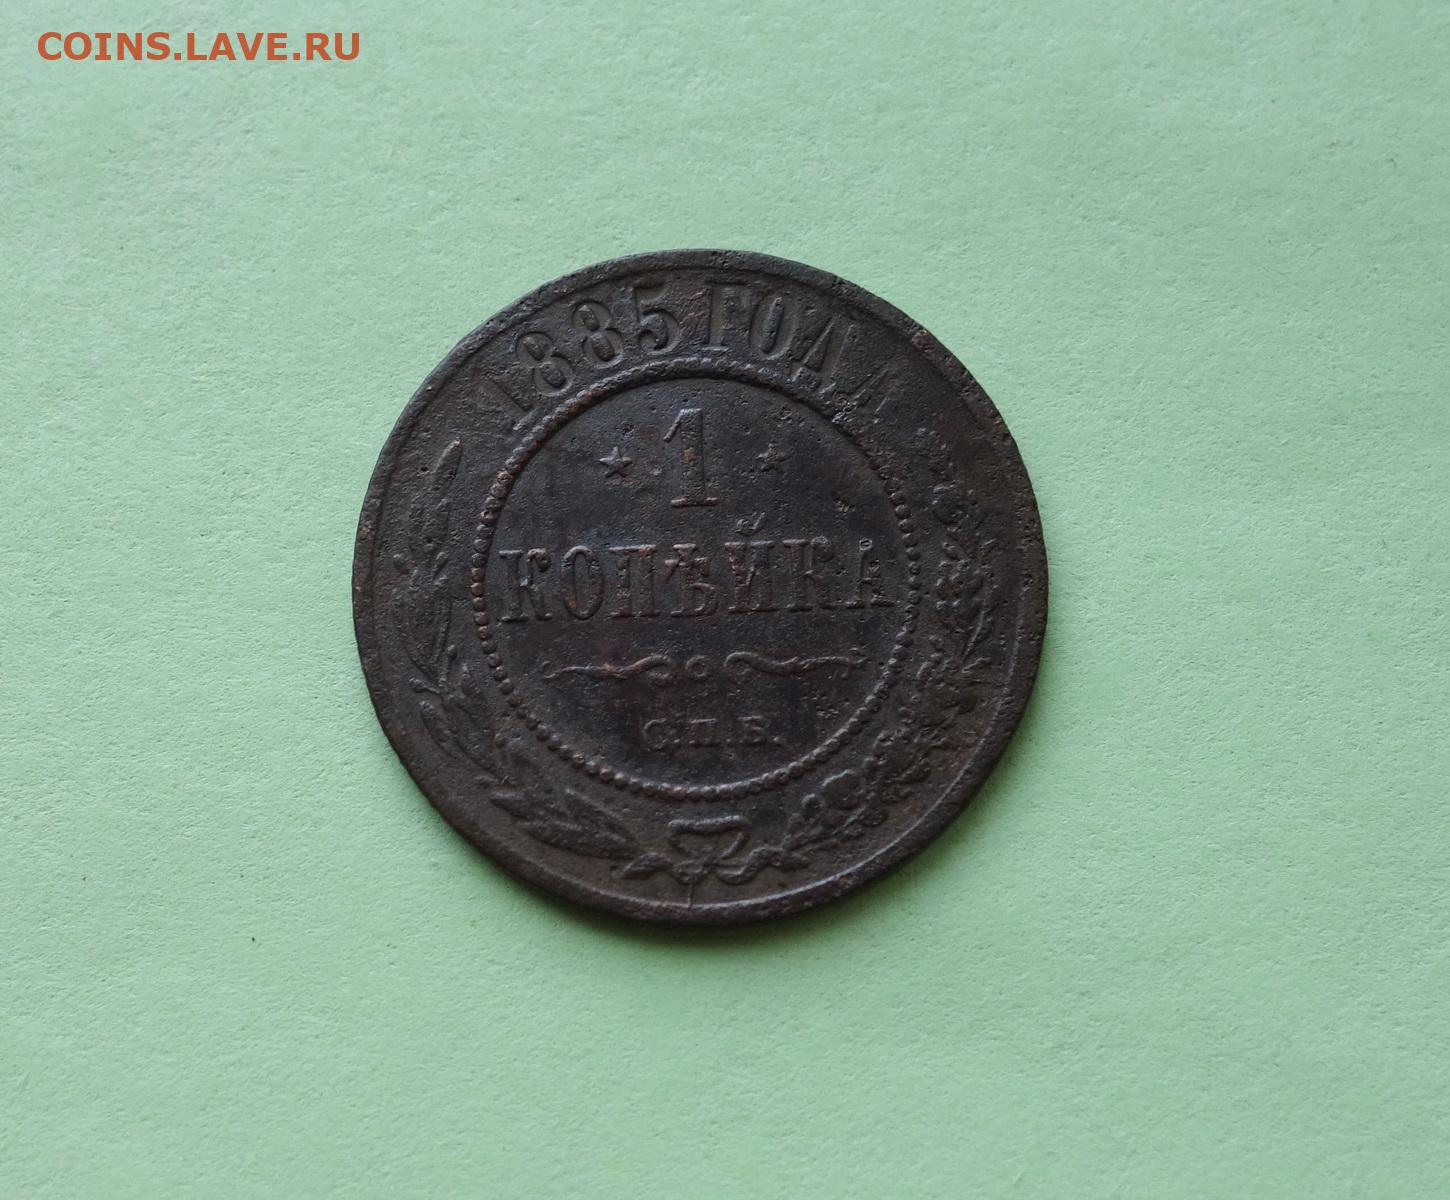 COINS.LAVE.RU
1885 ГОДА
1
КОПѢЙКА
С.П.Б.